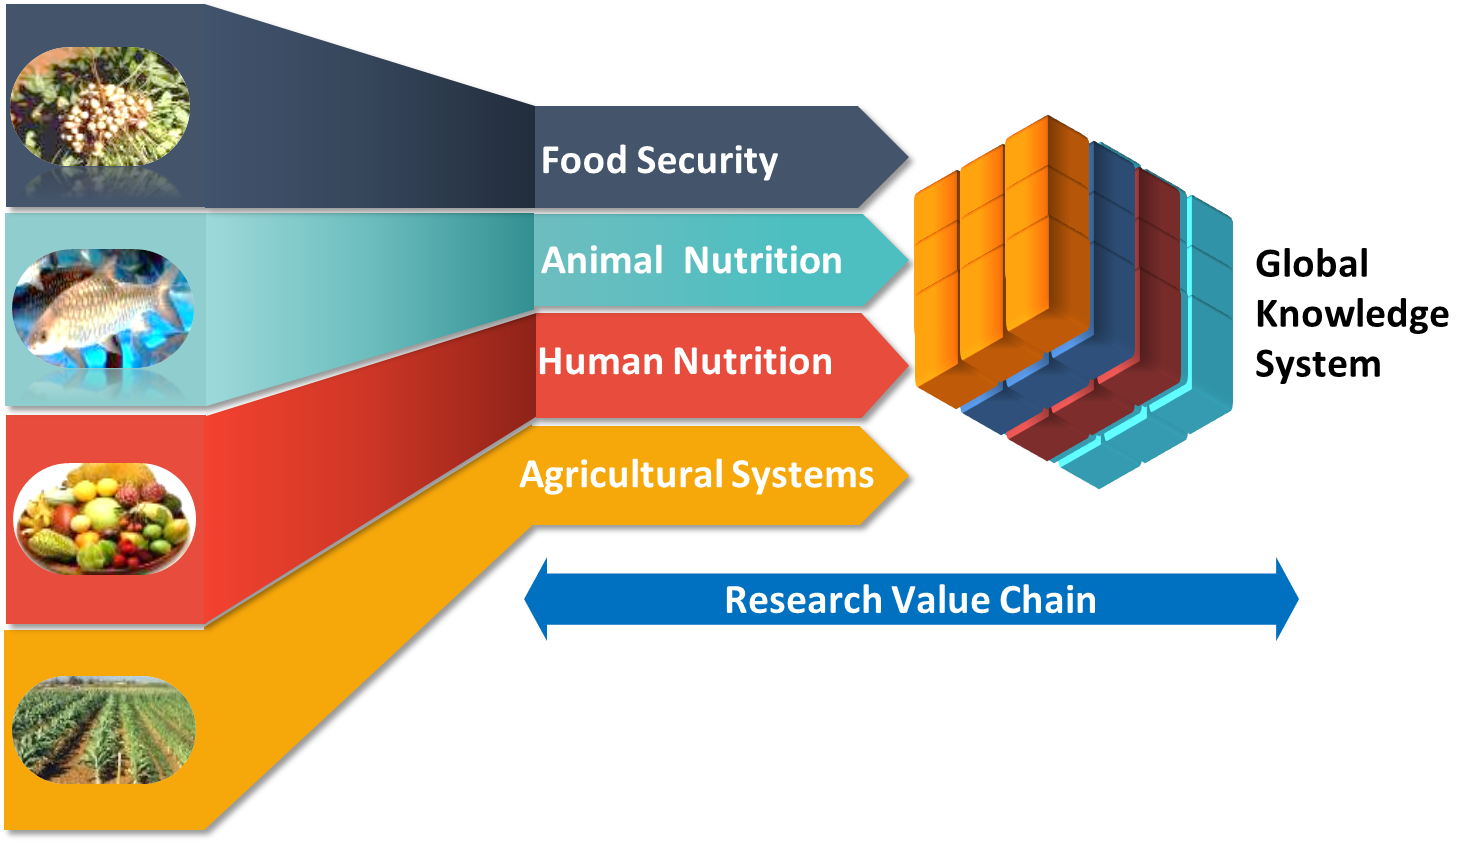 Food Security
Animal Nutrition
Human Nutrition
Agricultural Systems
Global
Knowledge
System
Research Value Chain